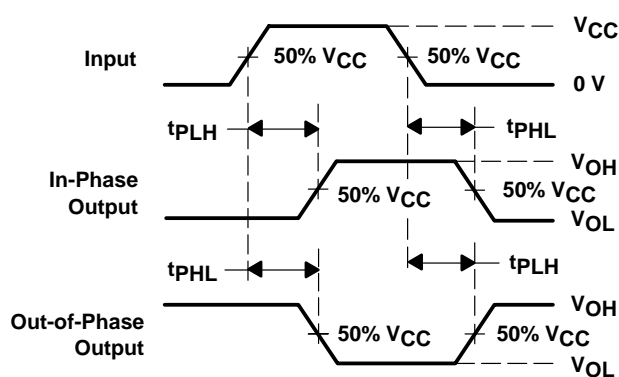 VCC
Input
50% VCC
50% VCC
0 V
tPLH
tPHL
In-Phase
Output
VOH
50% VCC
50% VCC
VOL
tPHL
tPLH
Out-of-Phase
Output
VOH
50% VCC
50% VCC
VOL